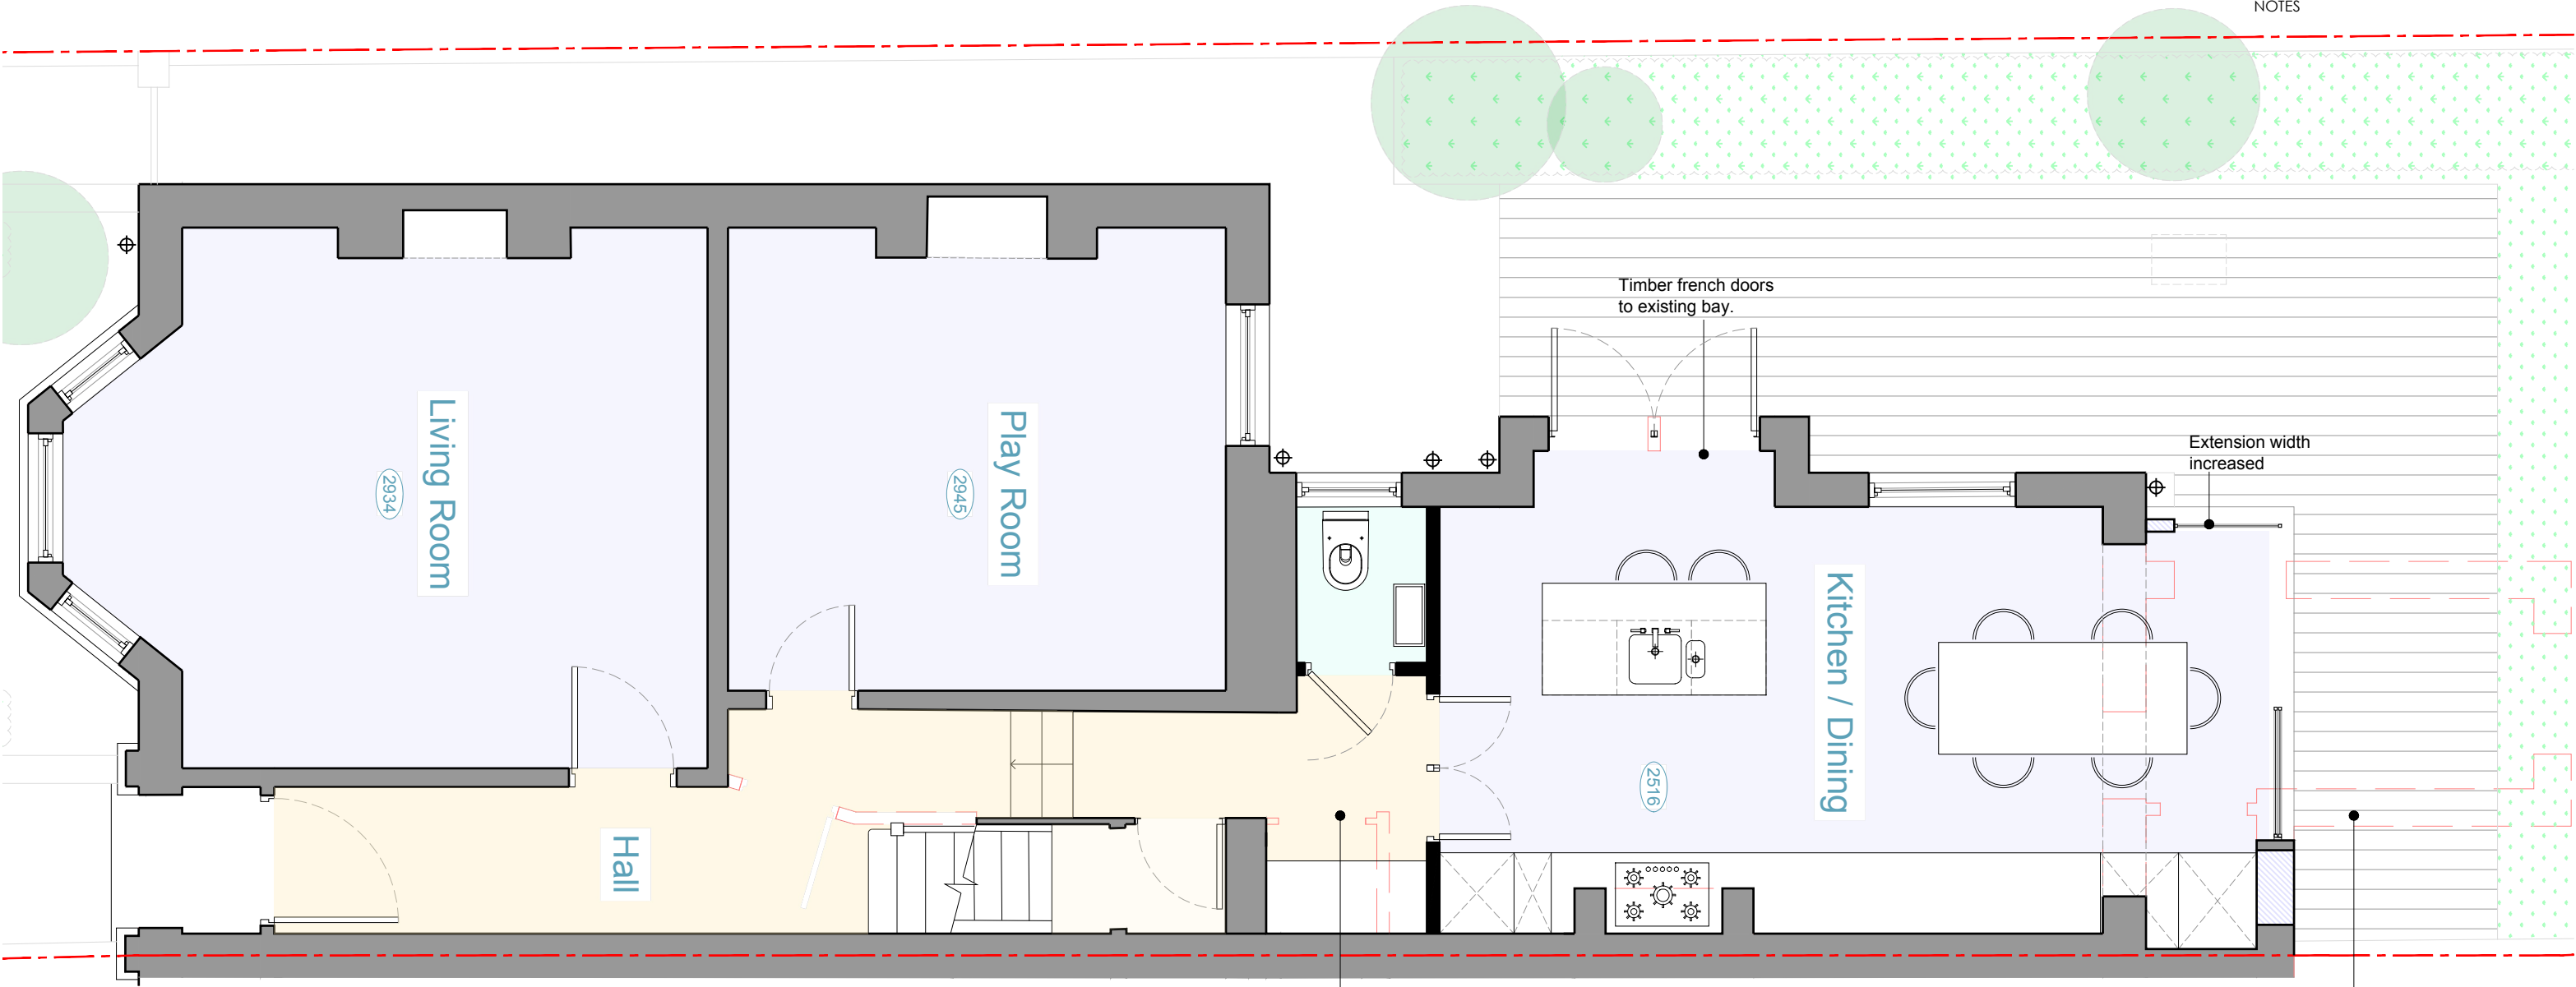 NOTES
Timber french doors
to existing bay.
Extension width
increased
Living Room
2934
Play Room
2945
Kitchen / Dining
2516
Hall